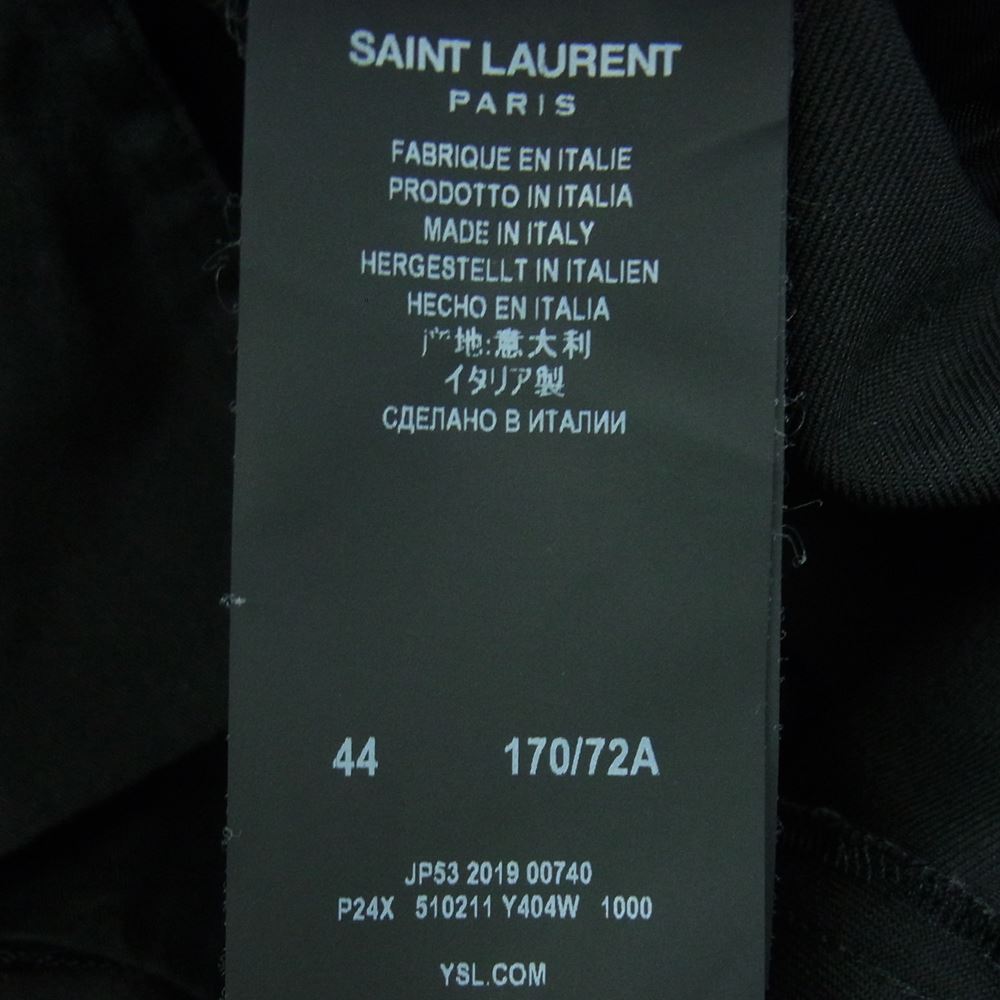 SAINT LAURENT
PARIS
FABRIQUE EN ITALIE
PRODOTTO IN ITALIA
MADE IN ITALY
HERGESTELLT IN ITALIEN
HECHO EN ITALIA
产地:意大利
イタリア製
СДЕЛАНО В ИТАЛИИ
44 170/72A
JP53 2019 00740
P24X 510211 Y404W 1000
YSL.COM